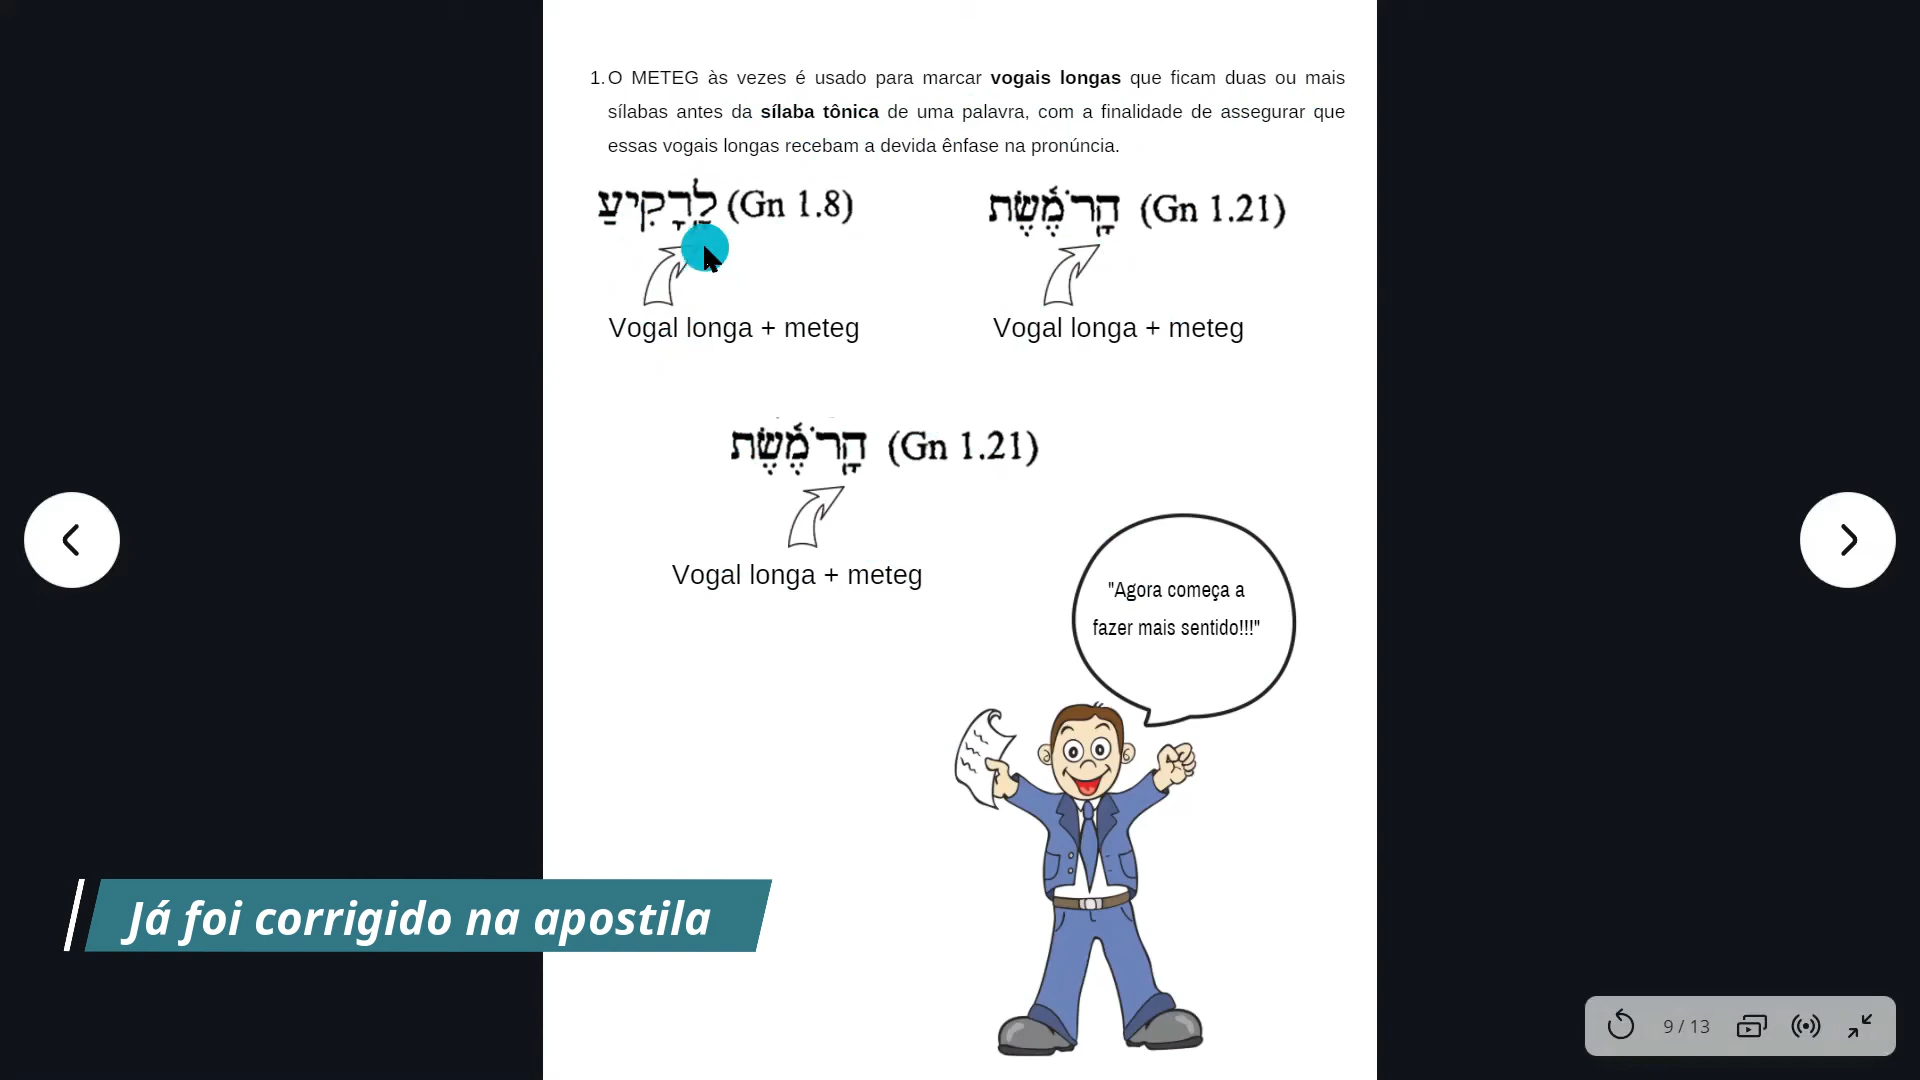 1. O METEG às vezes é usado para marcar vogais longas que ficam duas ou mais
sílabas antes da sílaba tônica de uma palavra, com a finalidade de assegurar que
essas vogais longas recebam a devida ênfase na pronúncia.
לָֽרָקִיעַ (Gn 1.8)
הָֽרֹמֶ֫שֶׂת (Gn 1.21)
Vogal longa + meteg
Vogal longa + meteg
הָֽרֹמֶ֫שֶׂת (Gn 1.21)
Vogal longa + meteg
"Agora começa a
fazer mais sentido!!!"
Já foi corrigido na apostila
9 / 13